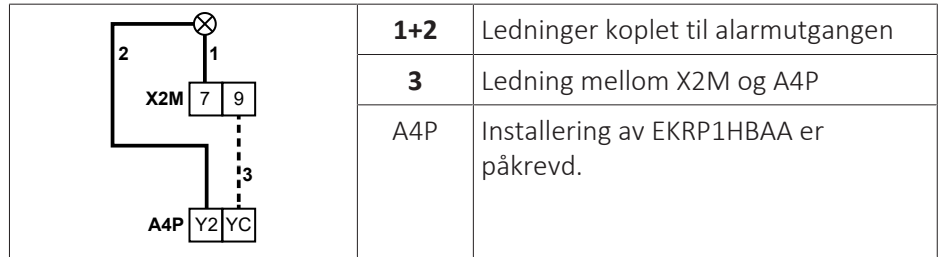 2
1
X2M 7 9
3
A4P Y2 YC
1+2 Ledninger koplet til alarmutgangen
3 Ledning mellom X2M og A4P
A4P Installering av EKRP1HBAA er
påkrevd.